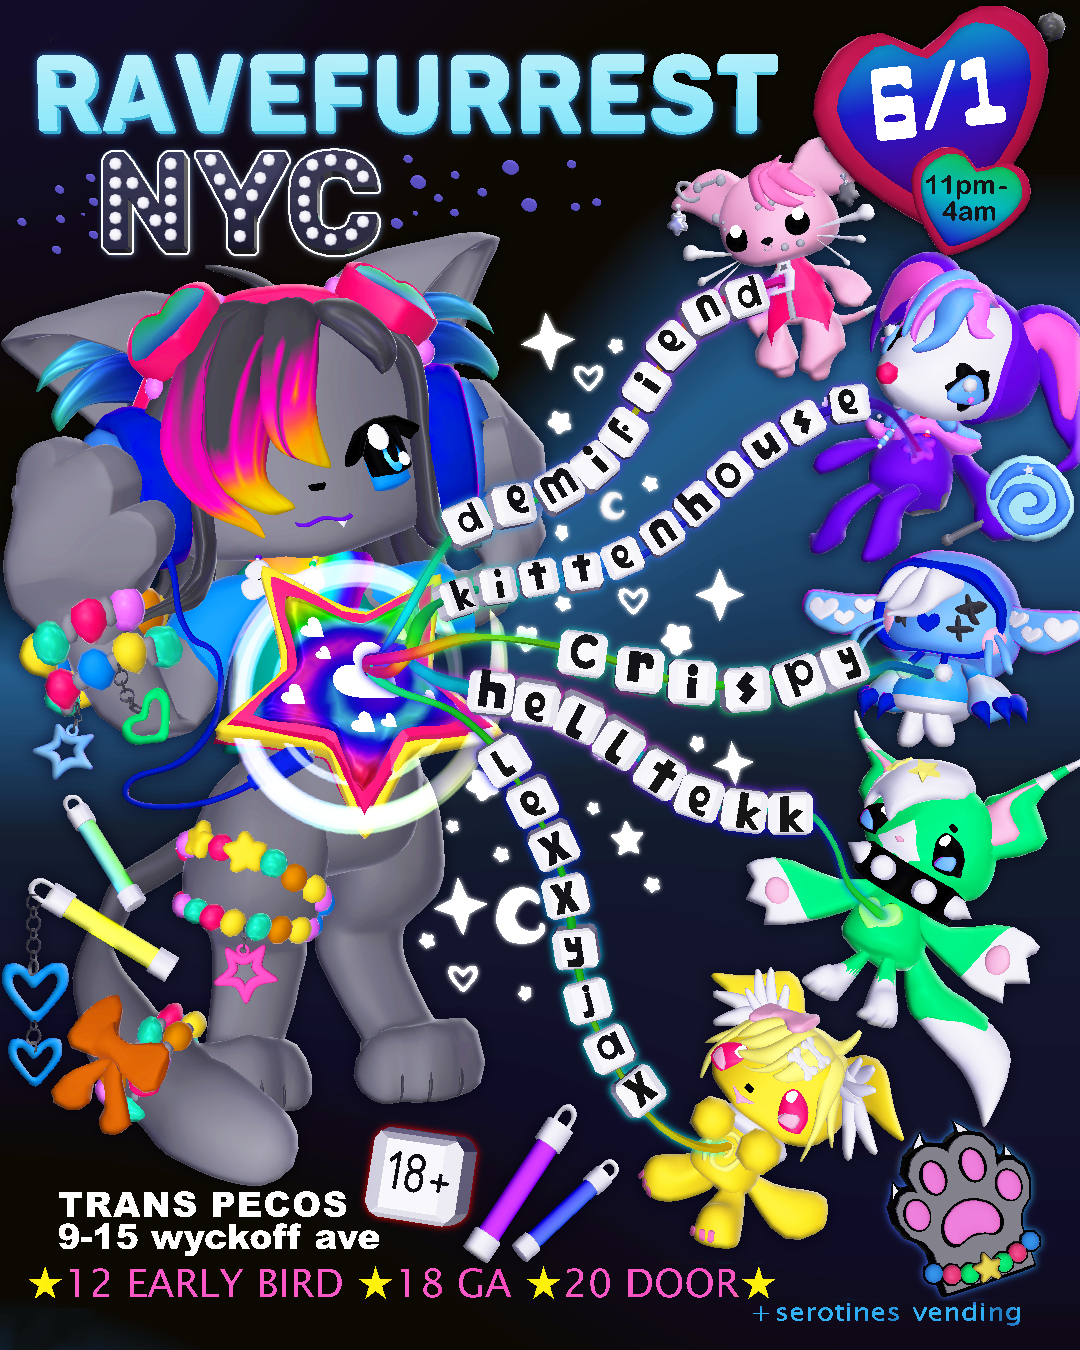 RAVEFURREST
NYC
6/1
11pm-
4am
demifiend
kittenhouse
crispy
helltekk
lexxyjax
18+
TRANS PECOS
9-15 wyckoff ave
★12 EARLY BIRD ★18 GA ★20 DOOR★
+serotines vending